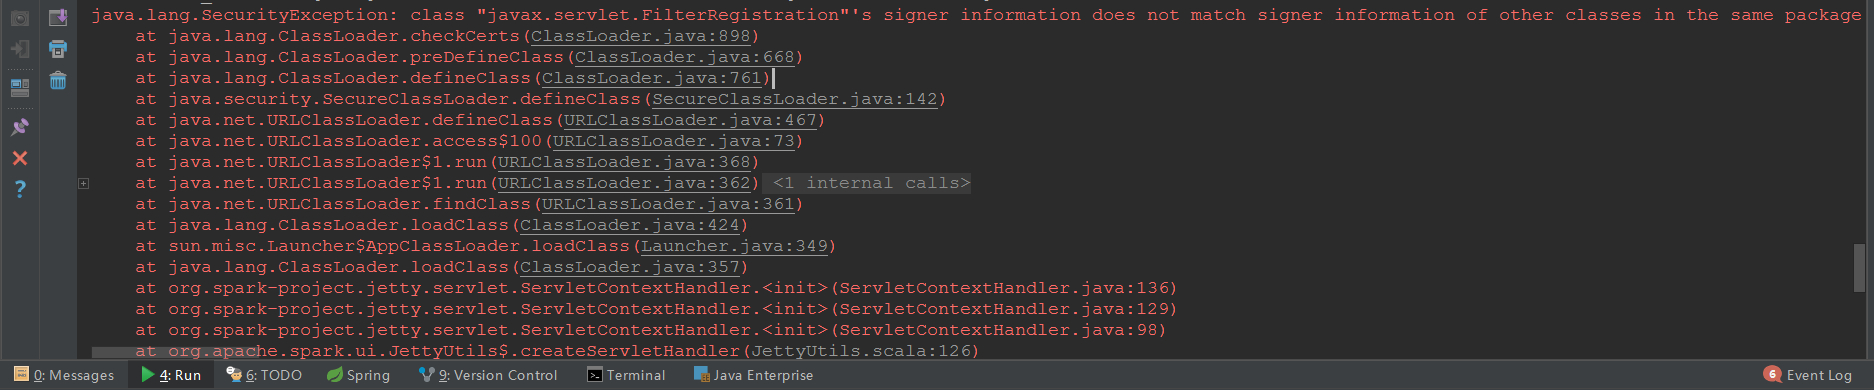 java.lang.SecurityException: class "javax.servlet.FilterRegistration"'s signer information does not match signer information of other classes in the same package
at java.lang.ClassLoader.checkCerts(ClassLoader.java:898)
at java.lang.ClassLoader.preDefineClass(ClassLoader.java:668)
at java.lang.ClassLoader.defineClass(ClassLoader.java:761)
at java.security.SecureClassLoader.defineClass(SecureClassLoader.java:142)
at java.net.URLClassLoader.defineClass(URLClassLoader.java:467)
at java.net.URLClassLoader.access$100(URLClassLoader.java:73)
at java.net.URLClassLoader$1.run(URLClassLoader.java:368)
at java.net.URLClassLoader$1.run(URLClassLoader.java:362) <1 internal calls>
at java.net.URLClassLoader.findClass(URLClassLoader.java:361)
at java.lang.ClassLoader.loadClass(ClassLoader.java:424)
at sun.misc.Launcher$AppClassLoader.loadClass(Launcher.java:349)
at java.lang.ClassLoader.loadClass(ClassLoader.java:357)
at org.spark-project.jetty.servlet.ServletContextHandler.<init>(ServletContextHandler.java:136)
at org.spark-project.jetty.servlet.ServletContextHandler.<init>(ServletContextHandler.java:129)
at org.spark-project.jetty.servlet.ServletContextHandler.<init>(ServletContextHandler.java:98)
at org.apache.spark.ui.JettyUtils$.createServletHandler(JettyUtils.scala:126)
0: Messages 4: Run 6: TODO Spring 9: Version Control Terminal Java Enterprise 6 Event Log